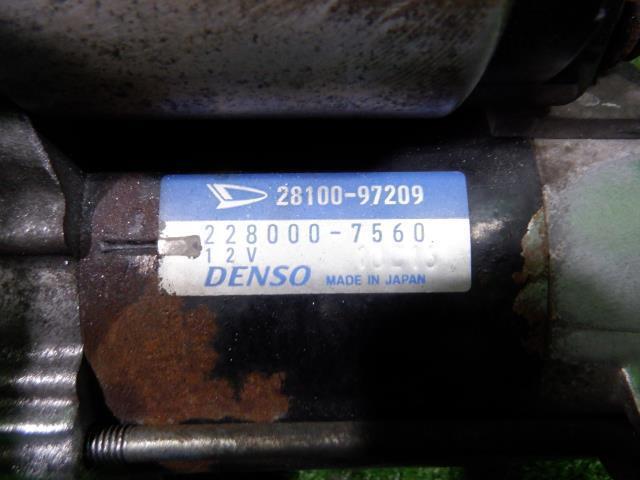 28100-97209
228000-7560
12V
DENSO MADE IN JAPAN